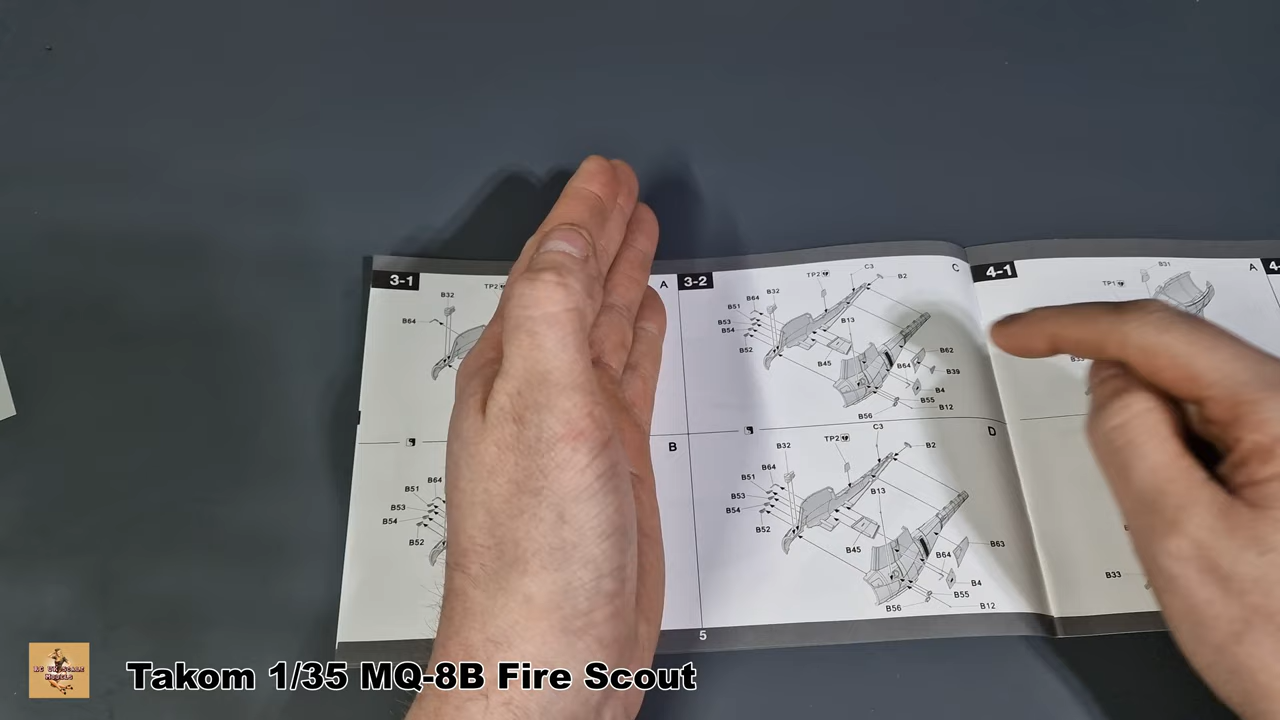 3-1
A
B32
TP2
B64
B
B64
B51
B53
B54
B52
3-2
C
TP2
C3
B2
B32
B64
B51
B53
B54
B52
B13
B45
B62
B64
B39
B4
B55
B12
B56
D
C3
TP2
B2
B32
B64
B51
B53
B54
B52
B13
B45
B63
B64
B4
B55
B12
B56
5
4-1
A
B31
TP1
B33
4-
Takom 1/35 MQ-8B Fire Scout